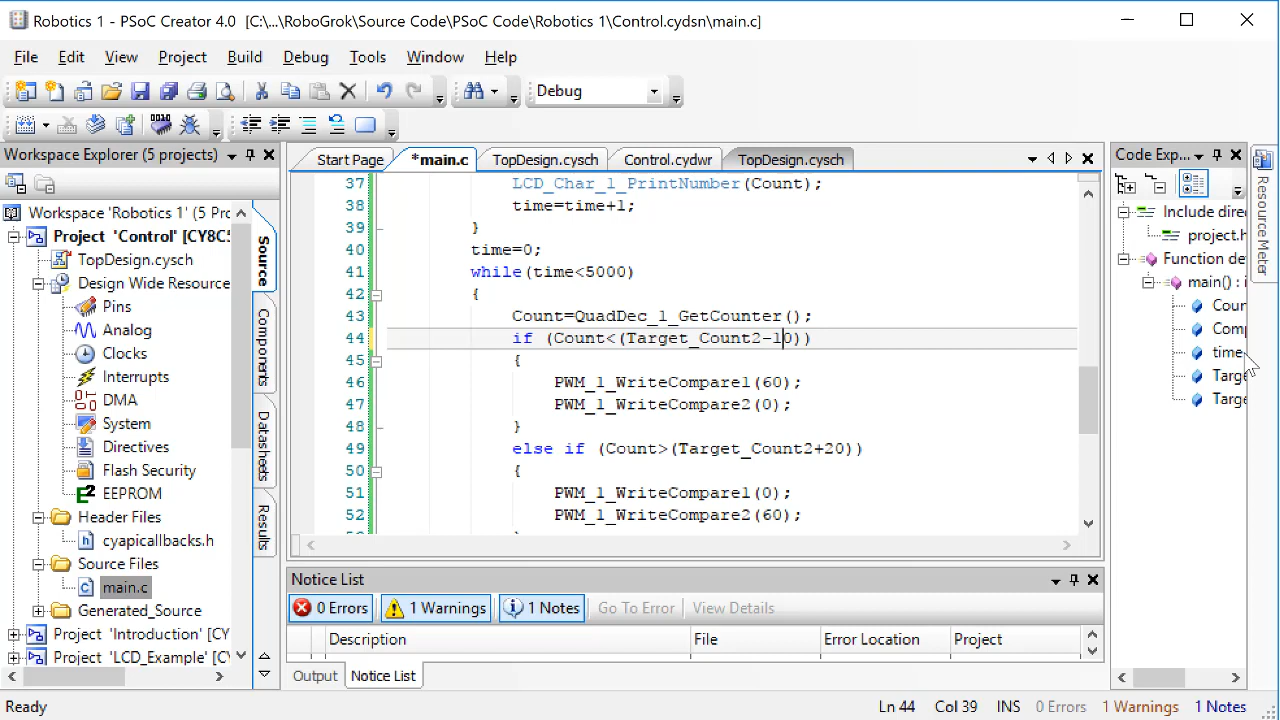 Robotics 1 - PSoC Creator 4.0 [C:\...\RoboGrok\Source Code\PSoC Code\Robotics 1\Control.cydsn\main.c]
File Edit View Project Build Debug Tools Window Help
Debug
Workspace Explorer (5 projects)
Workspace 'Robotics 1' (5 Pr
Project 'Control' [CY8C5
TopDesign.cysch
Design Wide Resource
Pins
Analog
Clocks
Interrupts
DMA
System
Directives
Flash Security
EEPROM
Header Files
cyapicallbacks.h
Source Files
main.c
Generated_Source
Project 'Introduction' [CY
Project 'LCD_Example' [CY
Source
Components
Datasheets
Results
Start Page *main.c TopDesign.cysch Control.cydwr TopDesign.cysch
37 LCD_Char_1_PrintNumber(Count);
38 time=time+1;
39 }
40 time=0;
41 while(time<5000)
42 {
43 Count=QuadDec_1_GetCounter();
44 if (Count<(Target_Count2-10))
45 {
46 PWM_1_WriteCompare1(60);
47 PWM_1_WriteCompare2(0);
48 }
49 else if (Count>(Target_Count2+20))
50 {
51 PWM_1_WriteCompare1(0);
52 PWM_1_WriteCompare2(60);
Notice List
0 Errors 1 Warnings 1 Notes Go To Error View Details
Description File Error Location Project
Output Notice List
Code Exp...
Include direc
project.h
Function de
main() : i
Coun
Comp
time
Targe
Targe
Resource Meter
Ready Ln 44 Col 39 INS 0 Errors 1 Warnings 1 Notes